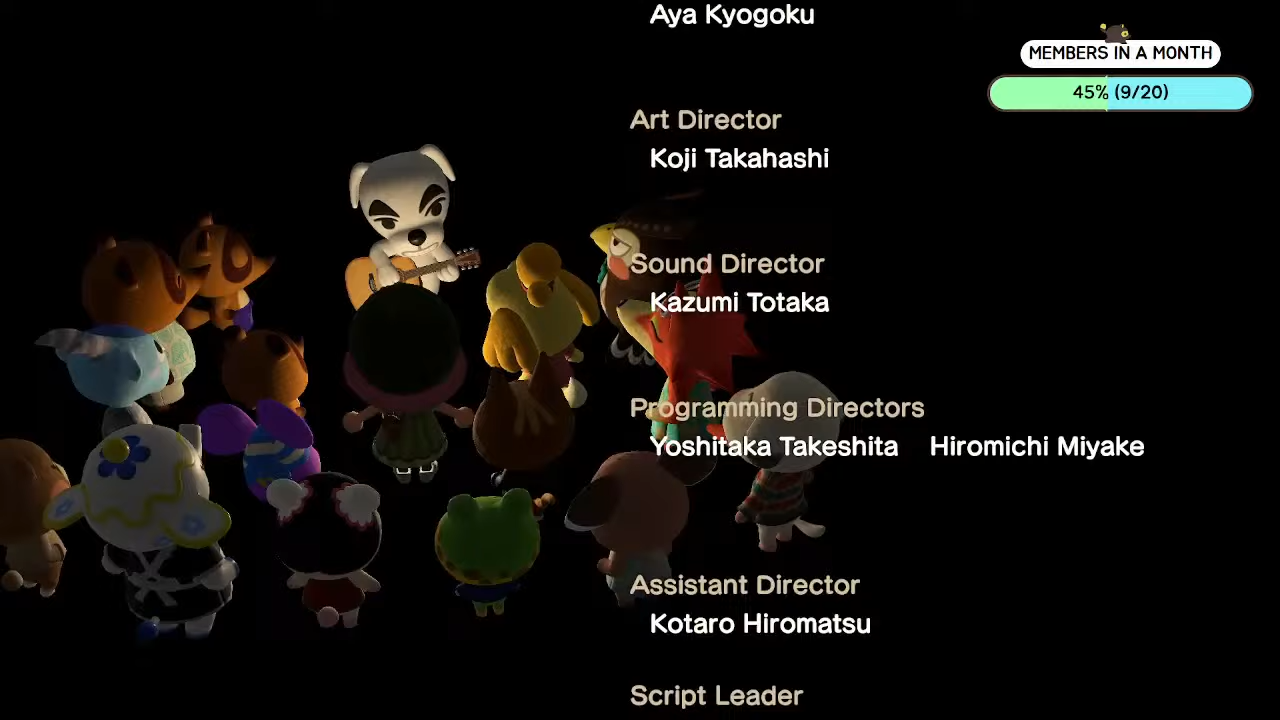 Aya Kyogoku
MEMBERS IN A MONTH
45% (9/20)
Art Director
Koji Takahashi
Sound Director
Kazumi Totaka
Programming Directors
Yoshitaka Takeshita Hiromichi Miyake
Assistant Director
Kotaro Hiromatsu
Script Leader